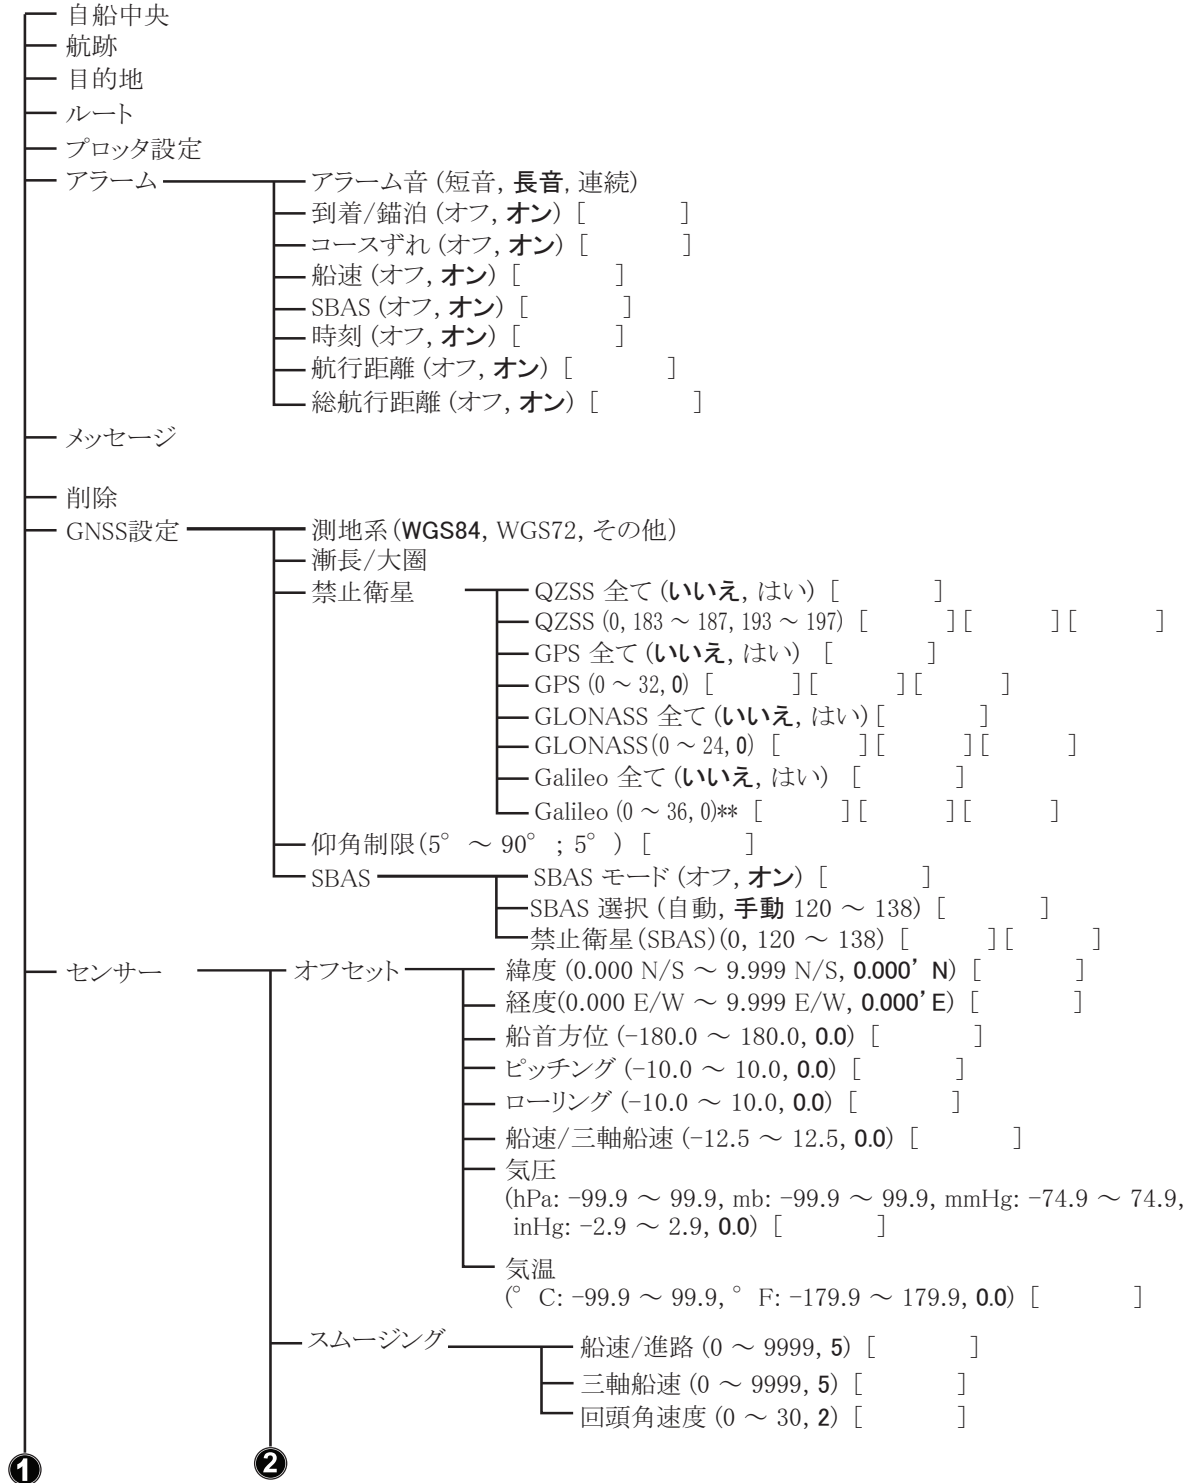 自船中央
航跡
目的地
ルート
プロッタ設定
アラーム
アラーム音 (短音, 長音, 連続)
到着/錨泊 (オフ, オン) [ ]
コースずれ (オフ, オン) [ ]
船速 (オフ, オン) [ ]
SBAS (オフ, オン) [ ]
時刻 (オフ, オン) [ ]
航行距離 (オフ, オン) [ ]
総航行距離 (オフ, オン) [ ]
メッセージ
削除
GNSS設定
測地系 (WGS84, WGS72, その他)
漸長/大圏
禁止衛星
QZSS 全て (いいえ, はい) [ ]
QZSS (0, 183 ～ 187, 193 ～ 197) [ ] [ ] [ ]
GPS 全て (いいえ, はい) [ ]
GPS (0 ～ 32, 0) [ ] [ ] [ ]
GLONASS 全て (いいえ, はい) [ ]
GLONASS(0 ～ 24, 0) [ ] [ ] [ ]
Galileo 全て (いいえ, はい) [ ]
Galileo (0 ～ 36, 0)** [ ] [ ] [ ]
仰角制限 (5° ～ 90° ; 5° ) [ ]
SBAS
SBAS モード (オフ, オン) [ ]
SBAS 選択 (自動, 手動 120 ～ 138) [ ]
禁止衛星 (SBAS) (0, 120 ～ 138) [ ] [ ]
センサー
オフセット
緯度 (0.000 N/S ～ 9.999 N/S, 0.000' N) [ ]
経度(0.000 E/W ～ 9.999 E/W, 0.000' E) [ ]
船首方位 (-180.0 ～ 180.0, 0.0) [ ]
ピッチング (-10.0 ～ 10.0, 0.0) [ ]
ローリング (-10.0 ～ 10.0, 0.0) [ ]
船速/三軸船速 (-12.5 ～ 12.5, 0.0) [ ]
気圧
(hPa: -99.9 ～ 99.9, mb: -99.9 ～ 99.9, mmHg: -74.9 ～ 74.9,
inHg: -2.9 ～ 2.9, 0.0) [ ]
気温
(° C: -99.9 ～ 99.9, ° F: -179.9 ～ 179.9, 0.0) [ ]
スムージング
船速/進路 (0 ～ 9999, 5) [ ]
三軸船速 (0 ～ 9999, 5) [ ]
回頭角速度 (0 ～ 30, 2) [ ]
1
2